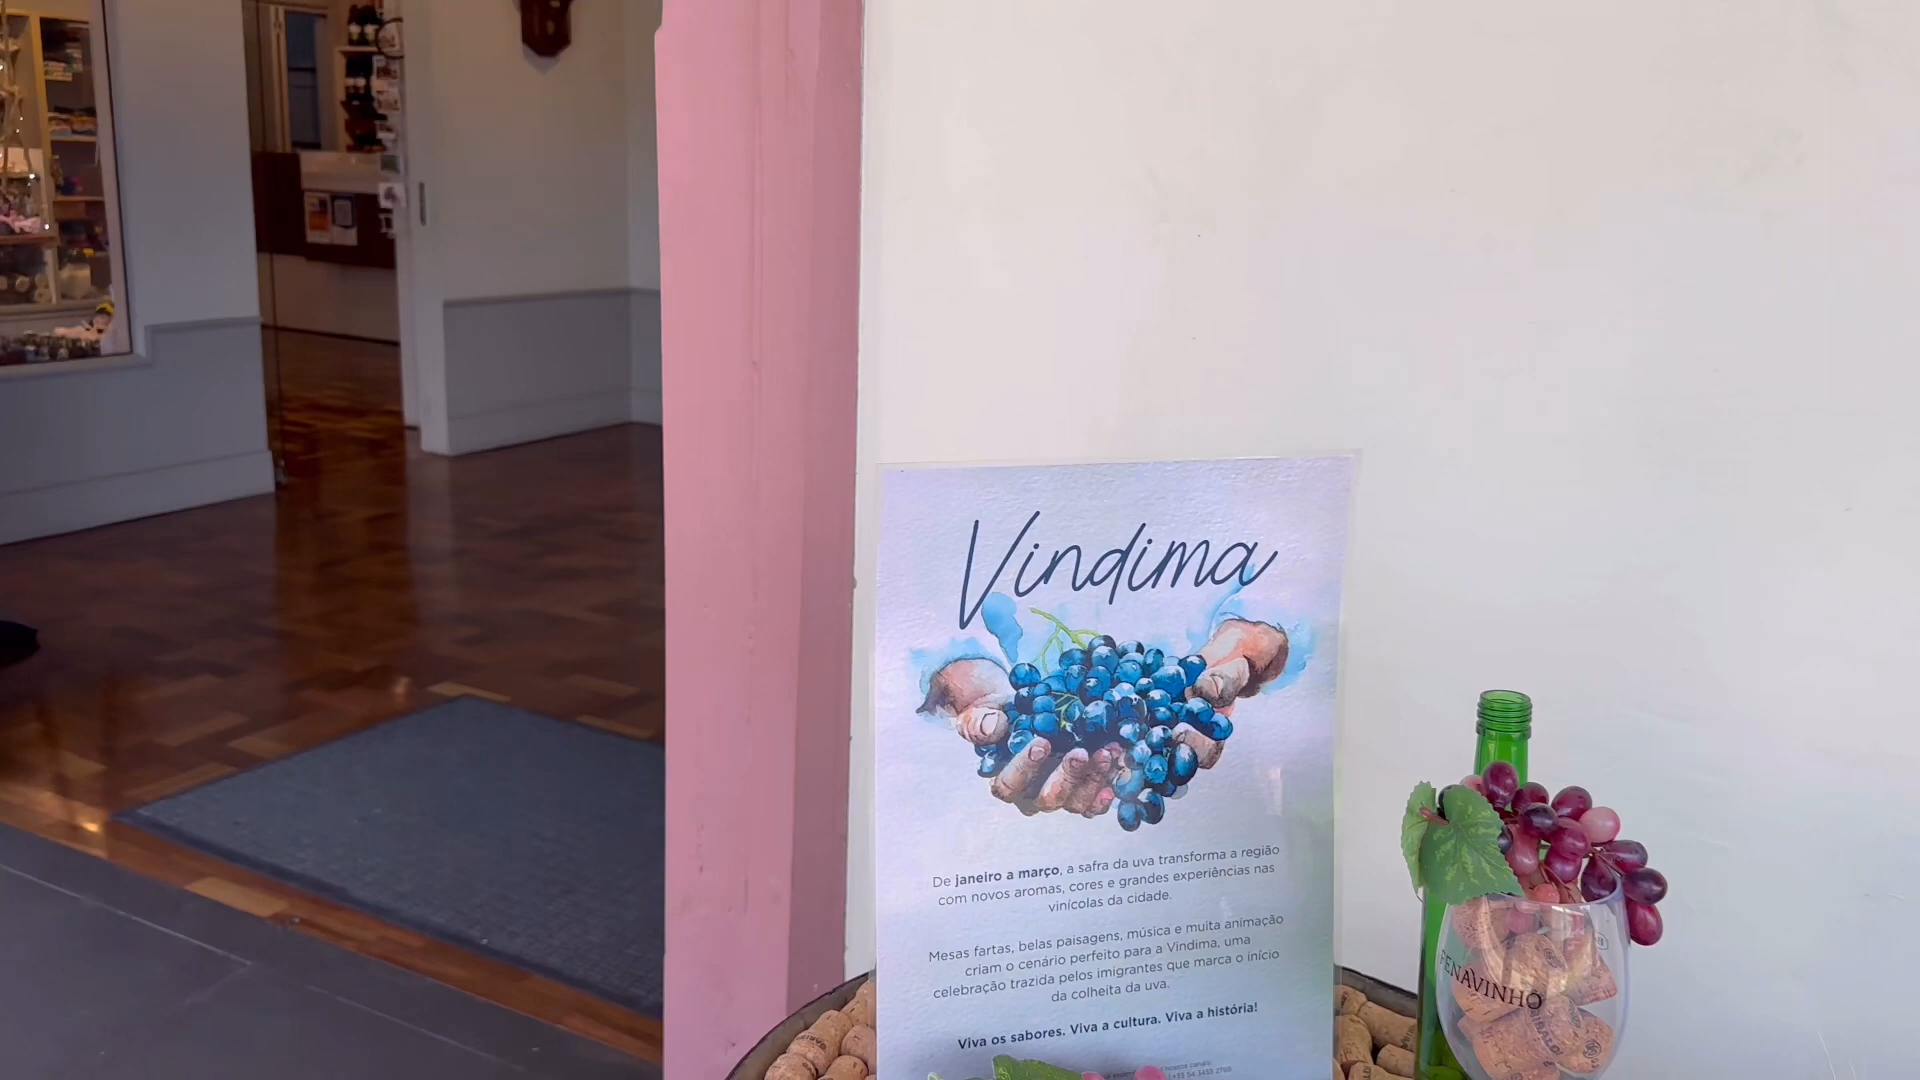 Vindima
De janeiro a março, a safra da uva transforma a região
com novos aromas, cores e grandes experiências nas
vinícolas da cidade.
Mesas fartas, belas paisagens, música e muita animação
criam o cenário perfeito para a Vindima, uma
celebração trazida pelos imigrantes que marca o início
da colheita da uva.
Viva os sabores. Viva a cultura. Viva a história!
FENAVINHO